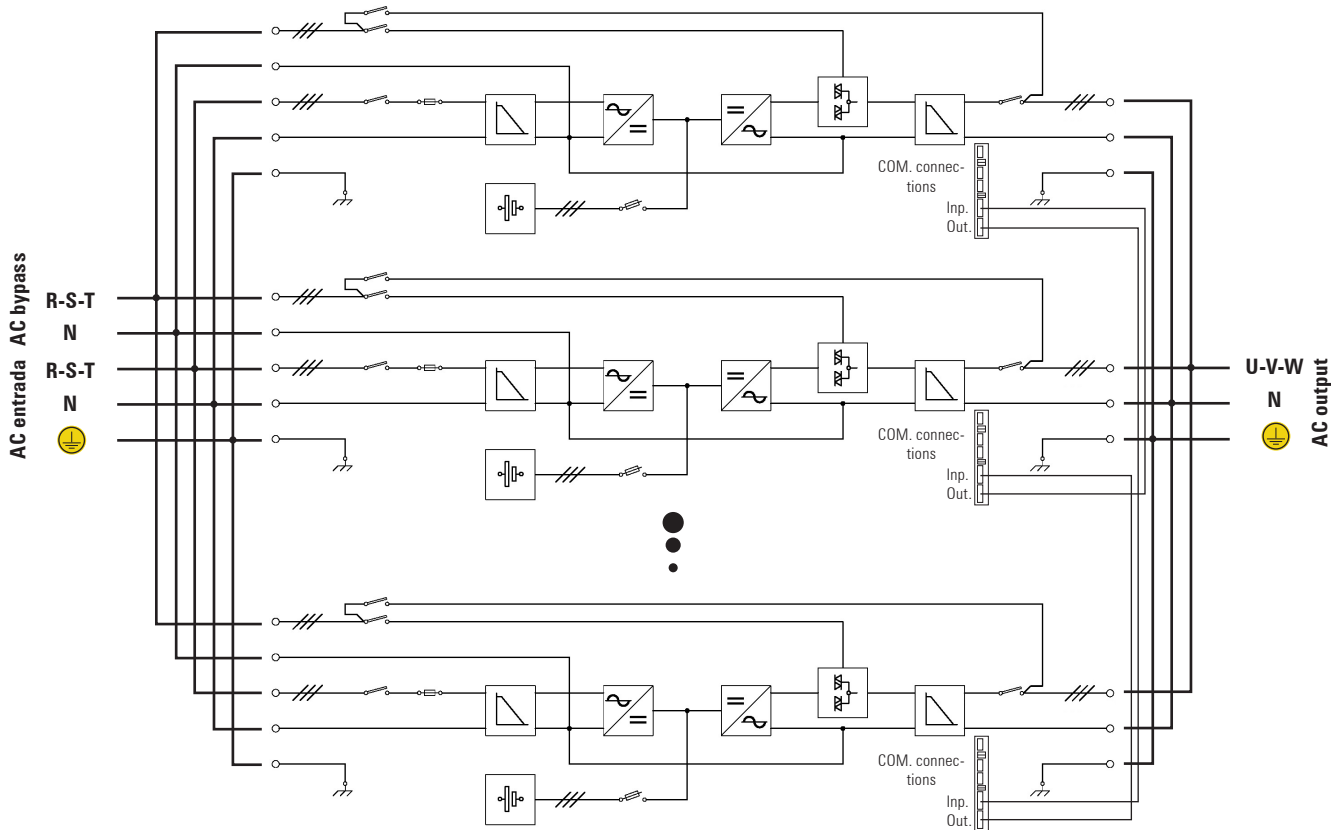 COM. connec-
tions
Inp.
Out.
AC bypass
R-S-T
N
AC entrada
R-S-T
N
COM. connec-
tions
Inp.
Out.
U-V-W
N
AC output
COM. connec-
tions
Inp.
Out.